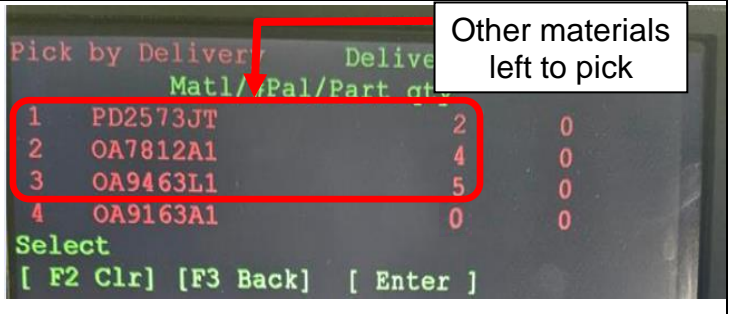 Other materials
left to pick
Pick by Delivery
Matl/#Pal/Part qty
1 PD2573JT 2 0
2 OA7812A1 4 0
3 OA9463L1 5 0
4 OA9163A1 0 0
Select
[ F2 Clr] [F3 Back] [ Enter ]